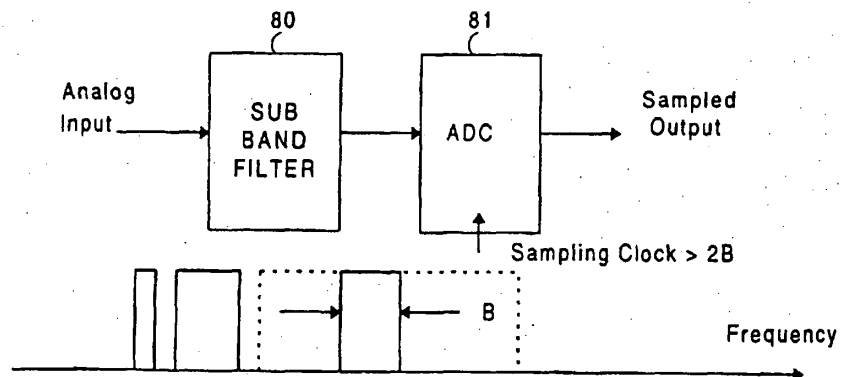 80
81
Analog
Input
SUB
BAND
FILTER
ADC
Sampled
Output
Sampling Clock > 2B
B
Frequency